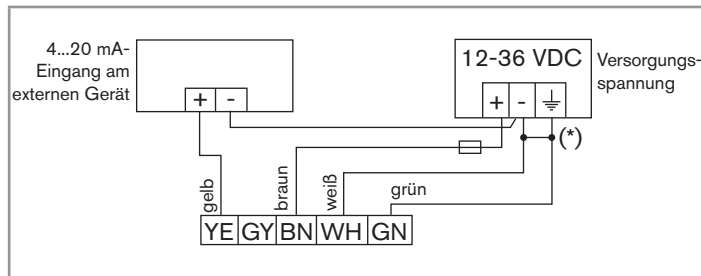 4...20 mA-
Eingang am
externen Gerät
+ -
12-36 VDC
+ -
Versorgungs-
spannung
(*)
gelb
braun
weiß
grün
YE GY BN WH GN